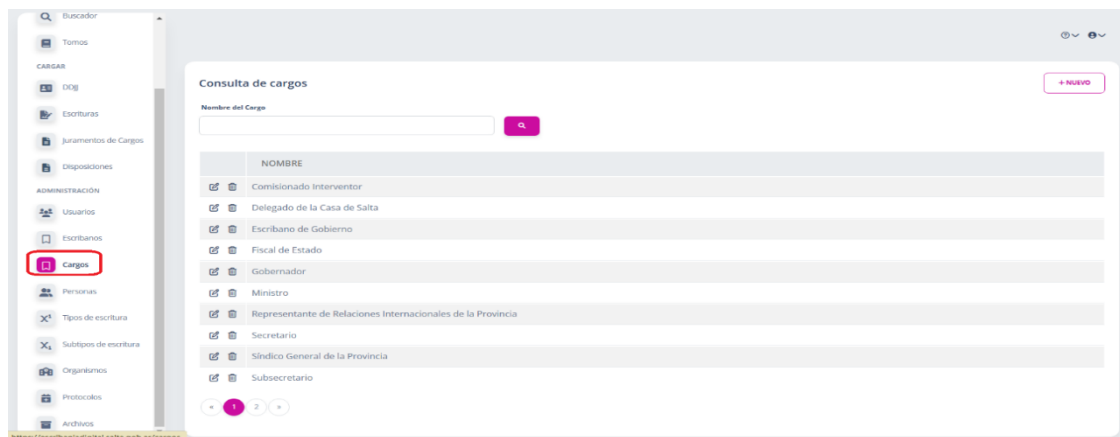 Buscador
Tomos
CARGAR
DDJJ
Escrituras
Juramentos de Cargos
Disposiciones
ADMINISTRACIÓN
Usuarios
Escribanos
Cargos
Personas
Tipos de escritura
Subtipos de escritura
Organismos
Protocolos
Archivos
Consulta de cargos
+ NUEVO
Nombre del Cargo
NOMBRE
Comisionado Interventor
Delegado de la Casa de Salta
Escribano de Gobierno
Fiscal de Estado
Gobernador
Ministro
Representante de Relaciones Internacionales de la Provincia
Secretario
Síndico General de la Provincia
Subsecretario
« 1 2 »